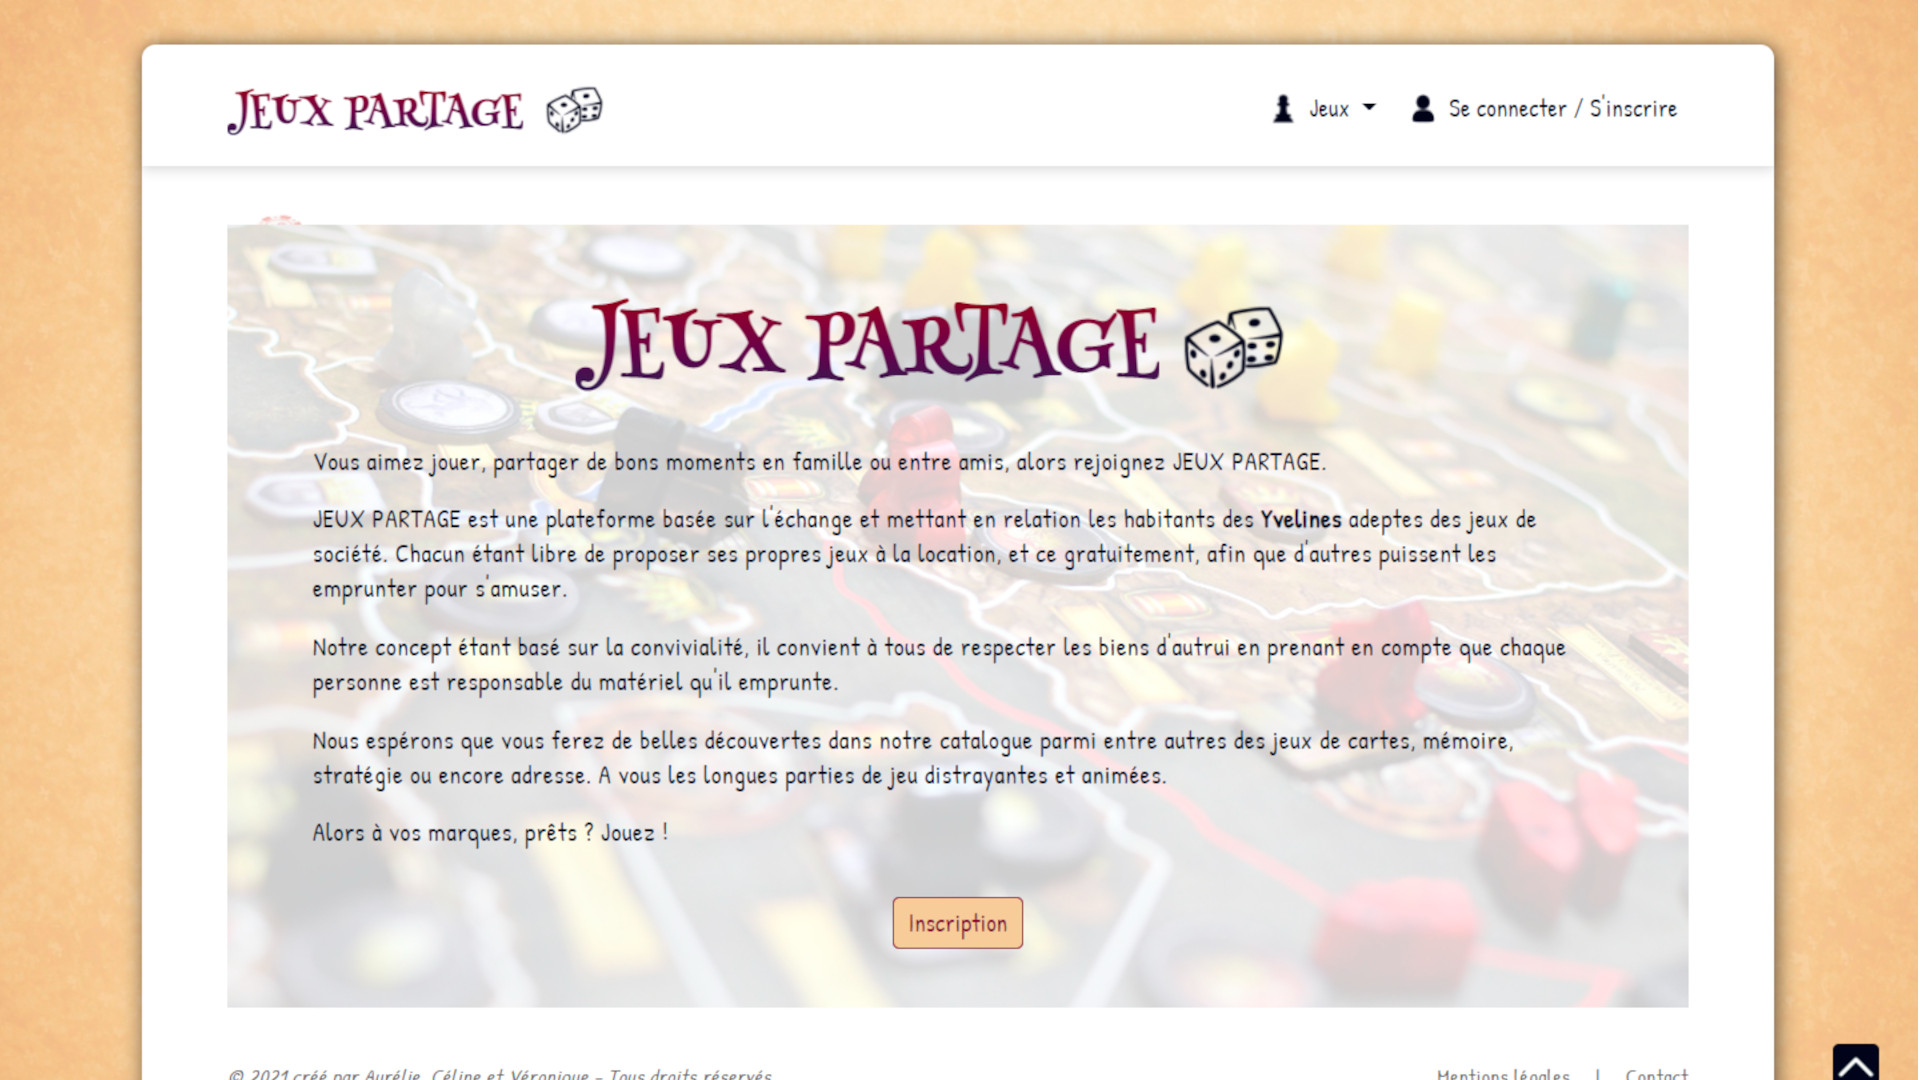 JEUX PARTAGE
Jeux
Se connecter / S'inscrire
JEUX PARTAGE
Vous aimez jouer, partager de bons moments en famille ou entre amis, alors rejoignez JEUX PARTAGE.
JEUX PARTAGE est une plateforme basée sur l'échange et mettant en relation les habitants des Yvelines adeptes des jeux de
société. Chacun étant libre de proposer ses propres jeux à la location, et ce gratuitement, afin que d'autres puissent les
emprunter pour s'amuser.
Notre concept étant basé sur la convivialité, il convient à tous de respecter les biens d'autrui en prenant en compte que chaque
personne est responsable du matériel qu'il emprunte.
Nous espérons que vous ferez de belles découvertes dans notre catalogue parmi entre autres des jeux de cartes, mémoire,
stratégie ou encore adresse. A vous les longues parties de jeu distrayantes et animées.
Alors à vos marques, prêts ? Jouez !
Inscription
© 2021 créé par Aurélie, Céline et Véronique - Tous droits réservés
Mentions légales | Contact